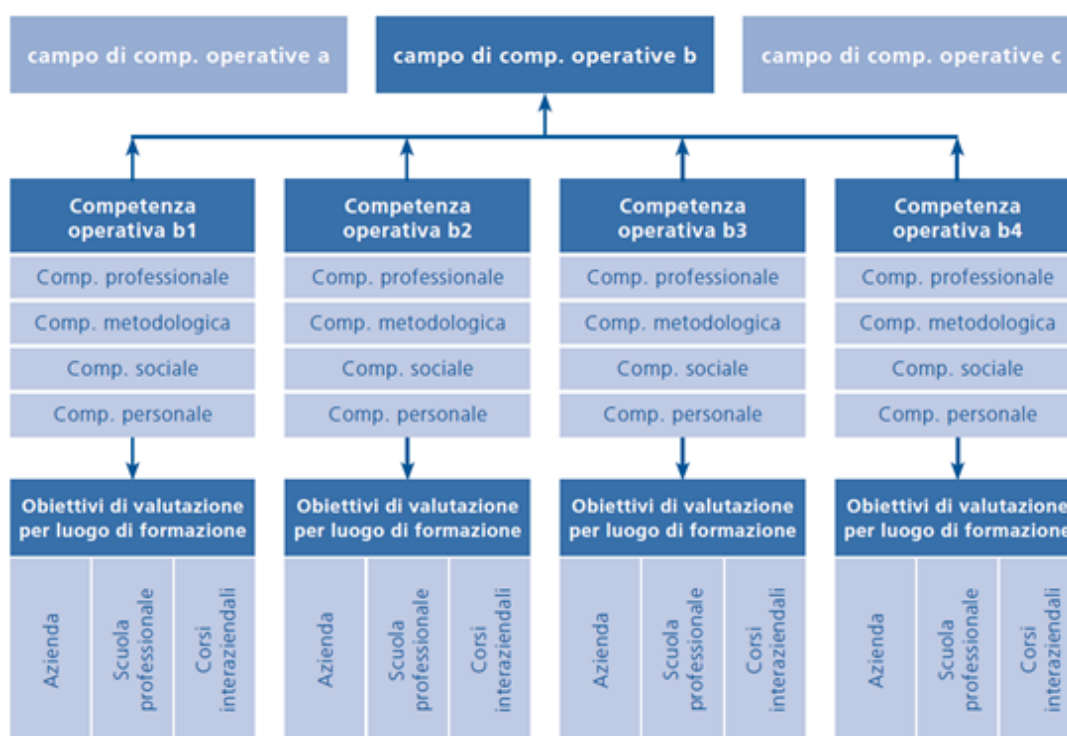 campo di comp. operative a
campo di comp. operative b
campo di comp. operative c
Competenza
operativa b1
Competenza
operativa b2
Competenza
operativa b3
Competenza
operativa b4
Comp. professionale
Comp. professionale
Comp. professionale
Comp. professionale
Comp. metodologica
Comp. metodologica
Comp. metodologica
Comp. metodologica
Comp. sociale
Comp. sociale
Comp. sociale
Comp. sociale
Comp. personale
Comp. personale
Comp. personale
Comp. personale
Obiettivi di valutazione
per luogo di formazione
Obiettivi di valutazione
per luogo di formazione
Obiettivi di valutazione
per luogo di formazione
Obiettivi di valutazione
per luogo di formazione
Azienda
Scuola
professionale
Corsi
interaziendali
Azienda
Scuola
professionale
Corsi
interaziendali
Azienda
Scuola
professionale
Corsi
interaziendali
Azienda
Scuola
professionale
Corsi
interaziendali